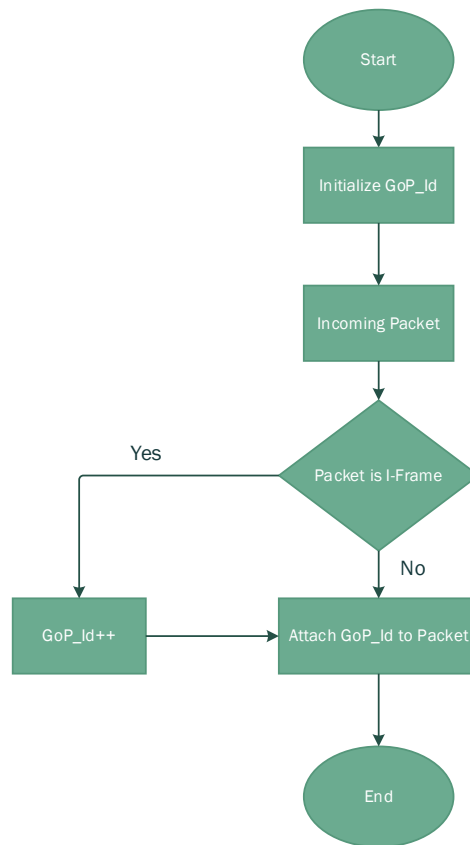 Start
Initialize GoP_Id
Incoming Packet
Packet is I-Frame
Yes
No
GoP_Id++
Attach GoP_Id to Packet
End